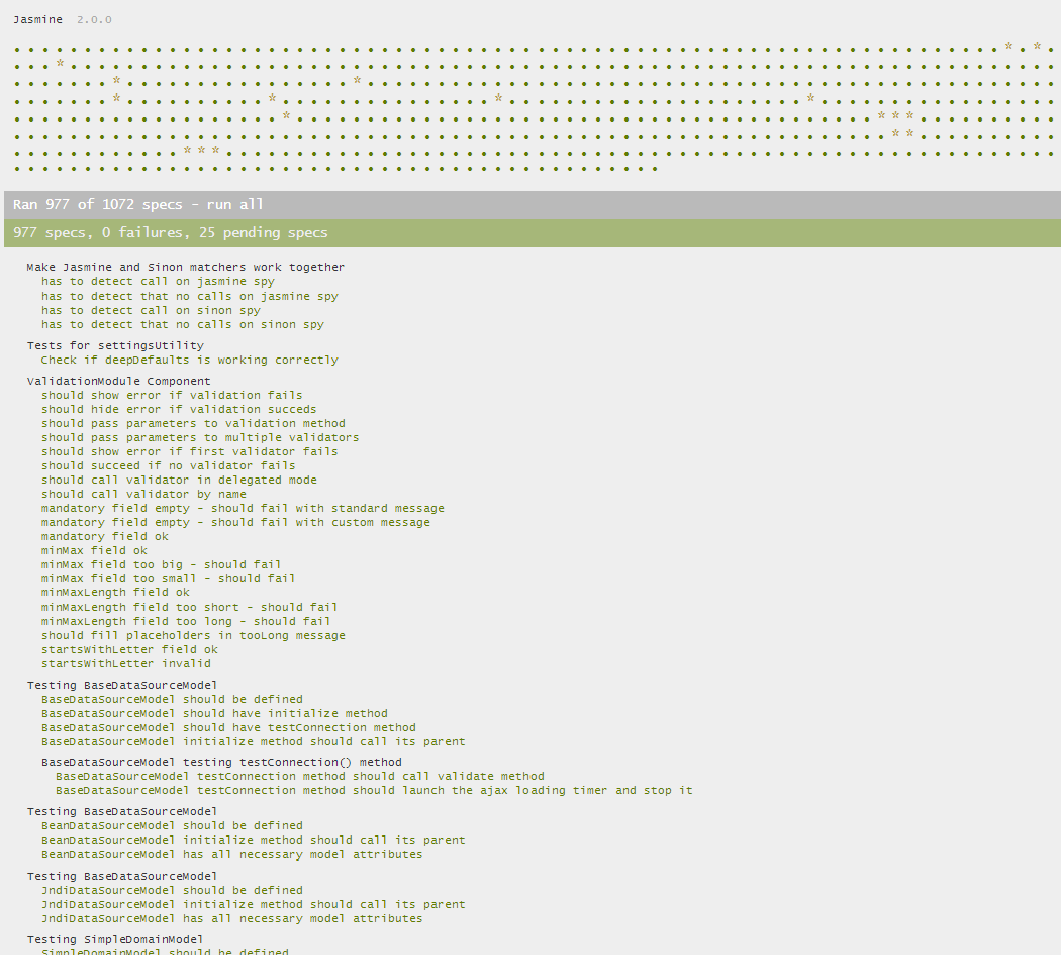 Jasmine 2.0.0
Ran 977 of 1072 specs - run all
977 specs, 0 failures, 25 pending specs
Make Jasmine and Sinon matchers work together
has to detect call on jasmine spy
has to detect that no calls on jasmine spy
has to detect call on sinon spy
has to detect that no calls on sinon spy
Tests for settingsUtility
Check if deepDefaults is working correctly
ValidationModule Component
should show error if validation fails
should hide error if validation succeds
should pass parameters to validation method
should pass parameters to multiple validators
should show error if first validator fails
should succeed if no validator fails
should call validator in delegated mode
should call validator by name
mandatory field empty - should fail with standard message
mandatory field empty - should fail with custom message
mandatory field ok
minMax field ok
minMax field too big - should fail
minMax field too small - should fail
minMaxLength field ok
minMaxLength field too short - should fail
minMaxLength field too long - should fail
should fill placeholders in tooLong message
startsWithLetter field ok
startsWithLetter invalid
Testing BaseDataSourceModel
BaseDataSourceModel should be defined
BaseDataSourceModel should have initialize method
BaseDataSourceModel should have testConnection method
BaseDataSourceModel initialize method should call its parent
BaseDataSourceModel testing testConnection() method
BaseDataSourceModel testConnection method should call validate method
BaseDataSourceModel testConnection method should launch the ajax loading timer and stop it
Testing BaseDataSourceModel
BeanDataSourceModel should be defined
BeanDataSourceModel initialize method should call its parent
BeanDataSourceModel has all necessary model attributes
Testing BaseDataSourceModel
JndiDataSourceModel should be defined
JndiDataSourceModel initialize method should call its parent
JndiDataSourceModel has all necessary model attributes
Testing SimpleDomainModel
SimpleDomainModel should be defined